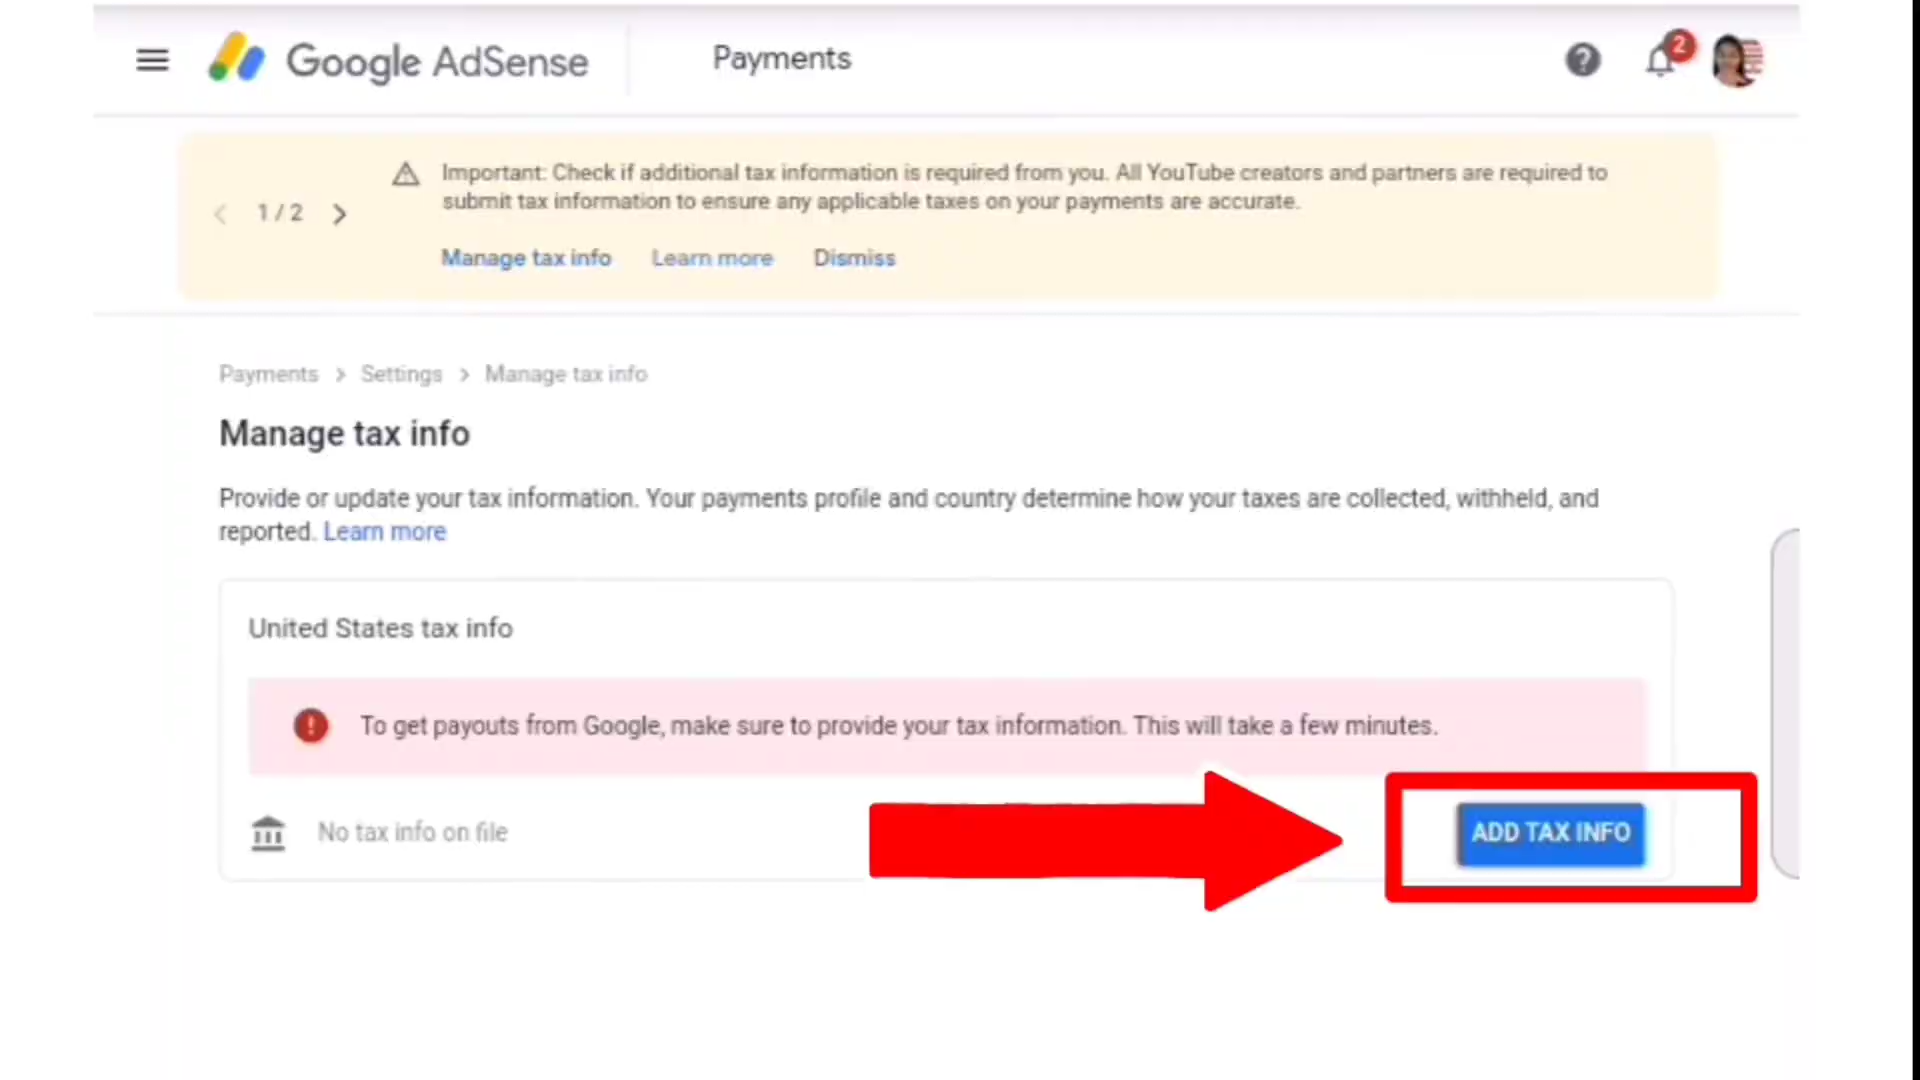 Google AdSense
Payments
2
Important: Check if additional tax information is required from you. All YouTube creators and partners are required to
submit tax information to ensure any applicable taxes on your payments are accurate.
1 / 2
Manage tax info Learn more Dismiss
Payments > Settings > Manage tax info
Manage tax info
Provide or update your tax information. Your payments profile and country determine how your taxes are collected, withheld, and
reported. Learn more
United States tax info
To get payouts from Google, make sure to provide your tax information. This will take a few minutes.
No tax info on file
ADD TAX INFO